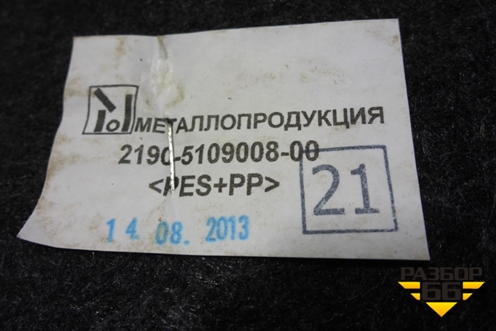 МЕТАЛЛОПРОДУКЦИЯ
2190-5109008-00
<PES+PP>
21
14.08.2013
РАЗБОР
66